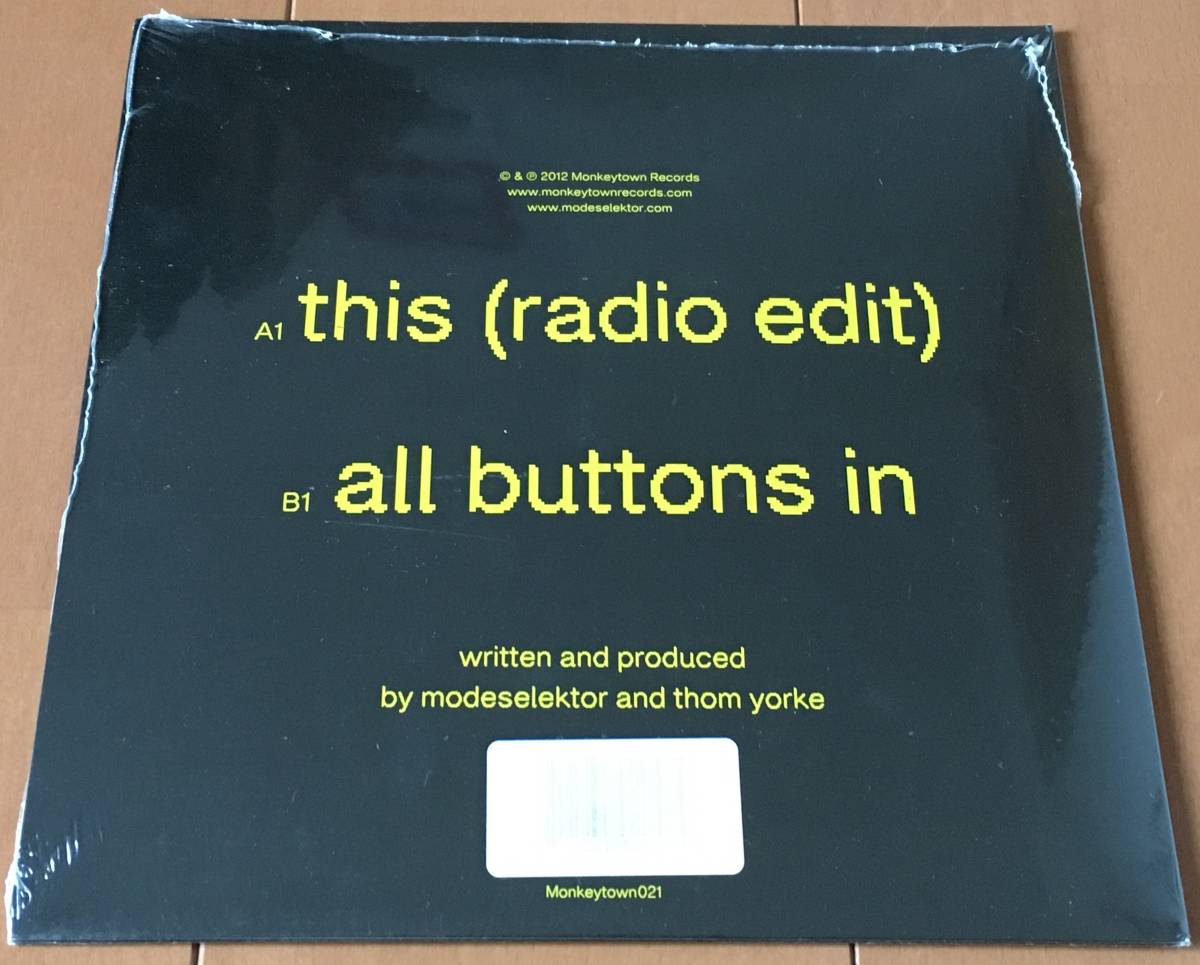 © & ℗ 2012 Monkeytown Records
www.monkeytownrecords.com
www.modeselektor.com
A1 this (radio edit)
B1 all buttons in
written and produced
by modeselektor and thom yorke
Monkeytown021